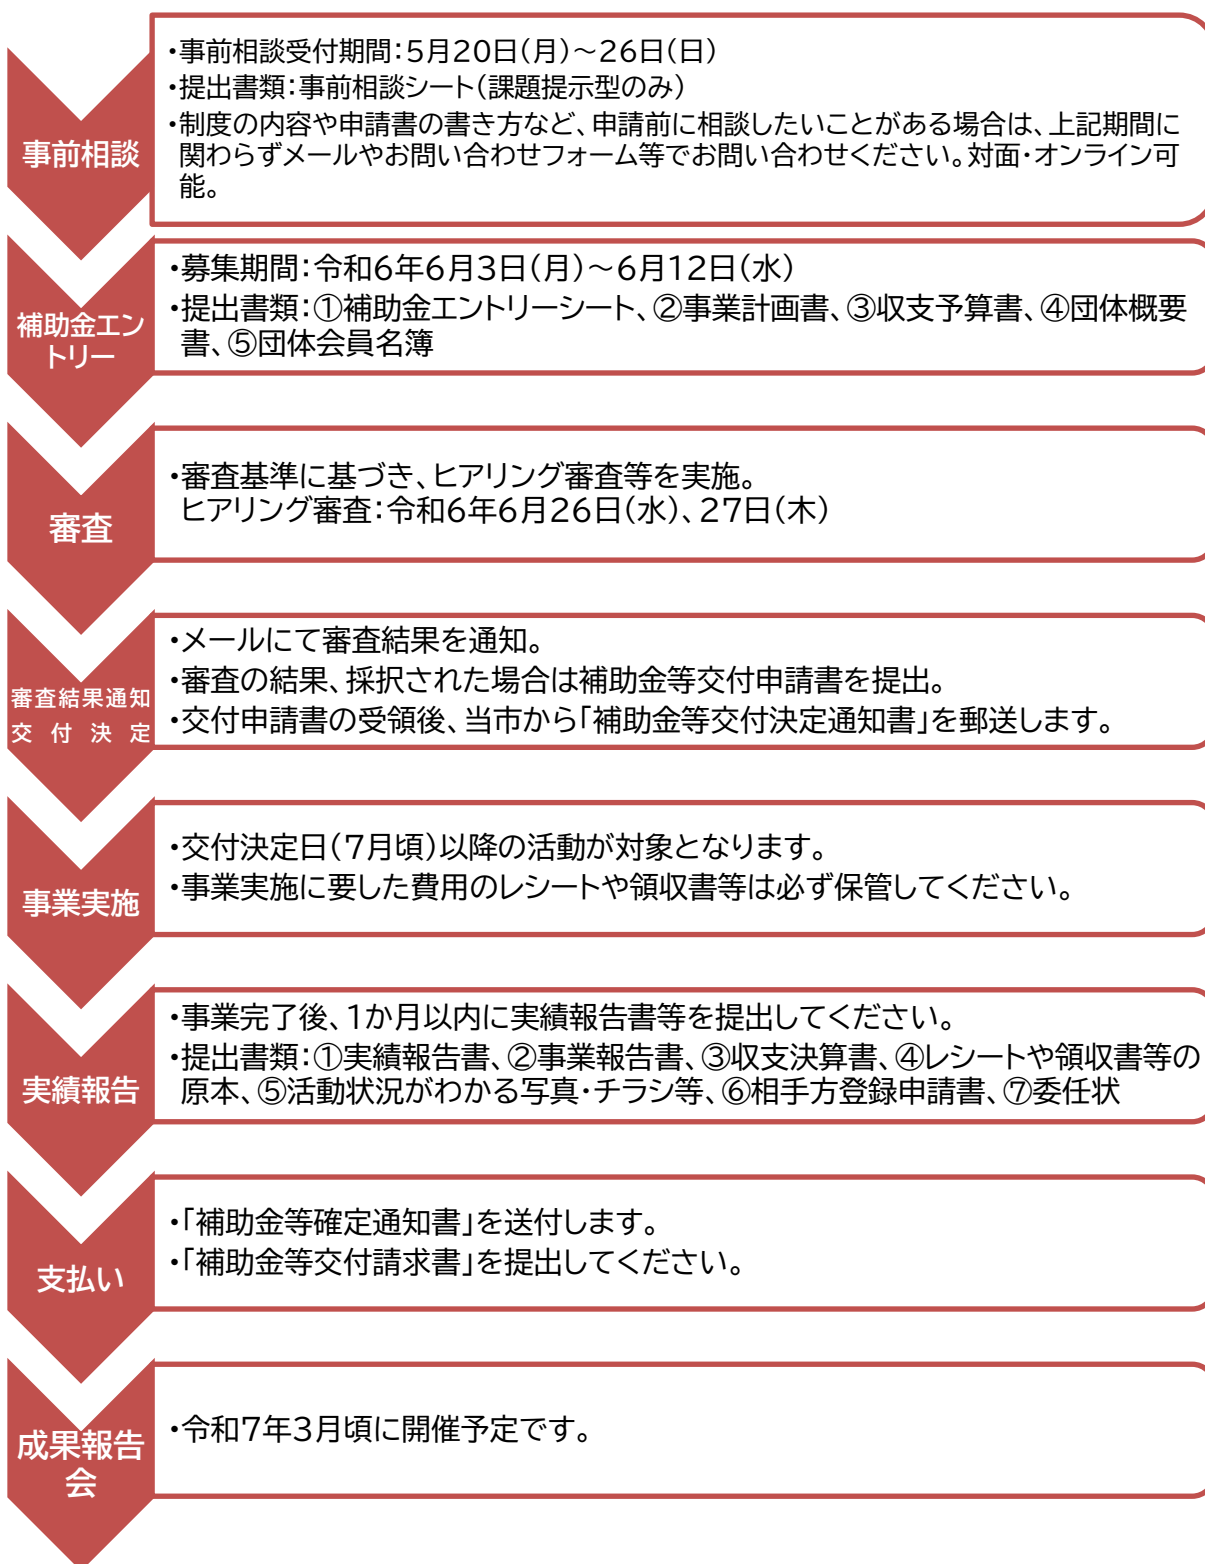 事前相談
・事前相談受付期間:5月20日(月)～26日(日)
・提出書類:事前相談シート(課題提示型のみ)
・制度の内容や申請書の書き方など、申請前に相談したいことがある場合は、上記期間に
関わらずメールやお問い合わせフォーム等でお問い合わせください。対面・オンライン可
能。
補助金エン
トリー
・募集期間:令和6年6月3日(月)～6月12日(水)
・提出書類:①補助金エントリーシート、②事業計画書、③収支予算書、④団体概要
書、⑤団体会員名簿
審査
・審査基準に基づき、ヒアリング審査等を実施。
ヒアリング審査:令和6年6月26日(水)、27日(木)
審査結果通知
交付決定
・メールにて審査結果を通知。
・審査の結果、採択された場合は補助金等交付申請書を提出。
・交付申請書の受領後、当市から「補助金等交付決定通知書」を郵送します。
事業実施
・交付決定日(7月頃)以降の活動が対象となります。
・事業実施に要した費用のレシートや領収書等は必ず保管してください。
実績報告
・事業完了後、1か月以内に実績報告書等を提出してください。
・提出書類:①実績報告書、②事業報告書、③収支決算書、④レシートや領収書等の
原本、⑤活動状況がわかる写真・チラシ等、⑥相手方登録申請書、⑦委任状
支払い
・「補助金等確定通知書」を送付します。
・「補助金等交付請求書」を提出してください。
成果報告
会
・令和7年3月頃に開催予定です。